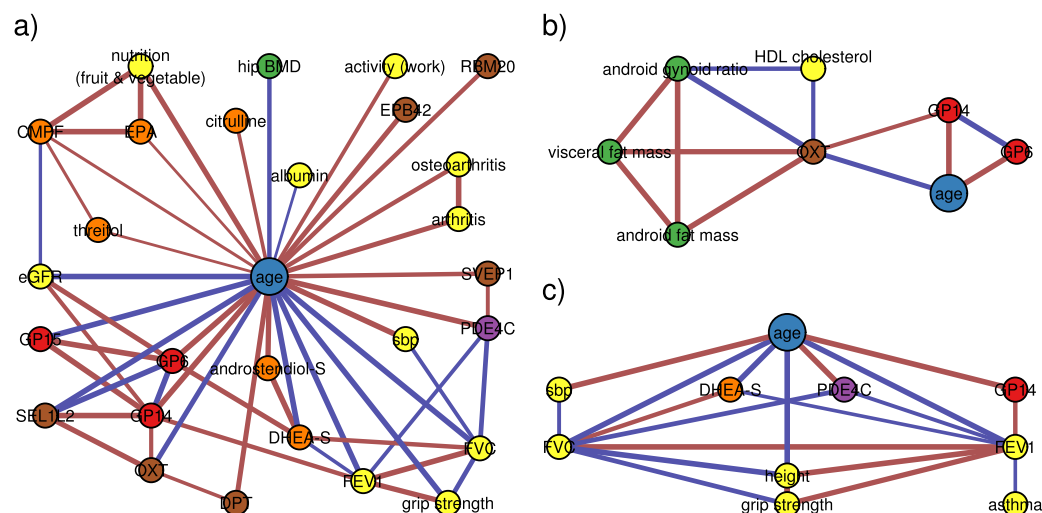 a)
nutrition
(fruit & vegetable)
hip BMD
activity (work)
RBM20
EPB42
citrulline
CMPF
EPA
osteoarthritis
albumin
arthritis
threitol
eGFR
age
SVEP1
PDE4C
GP15
sbp
GP6
androstendiol-S
SEL1L2
GP14
DHEA-S
FVC
OXT
FEV1
DPT
grip strength
b)
HDL cholesterol
android gynoid ratio
GP14
visceral fat mass
OXT
GP6
age
android fat mass
c)
age
sbp
DHEA-S
PDE4C
GP14
FVC
FEV1
height
grip strength
asthma